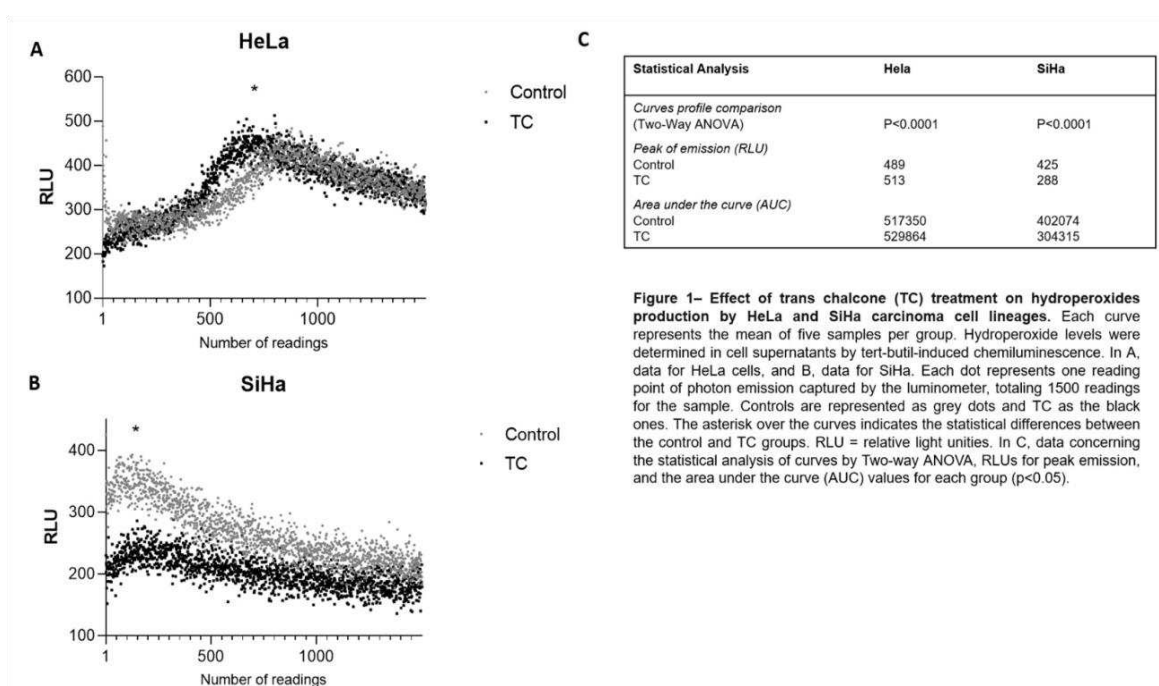 A
HeLa
600
500
400
300
200
100
RLU
*
Control
TC
1
500
1000
Number of readings
B
SiHa
400
300
200
100
RLU
*
Control
TC
1
500
1000
Number of readings
C
Statistical Analysis Hela SiHa
Curves profile comparison
(Two-Way ANOVA) P<0.0001 P<0.0001
Peak of emission (RLU)
Control 489 425
TC 513 288
Area under the curve (AUC)
Control 517350 402074
TC 529864 304315
Figure 1– Effect of trans chalcone (TC) treatment on hydroperoxides
production by HeLa and SiHa carcinoma cell lineages. Each curve
represents the mean of five samples per group. Hydroperoxide levels were
determined in cell supernatants by tert-butil-induced chemiluminescence. In A,
data for HeLa cells, and B, data for SiHa. Each dot represents one reading
point of photon emission captured by the luminometer, totaling 1500 readings
for the sample. Controls are represented as grey dots and TC as the black
ones. The asterisk over the curves indicates the statistical differences between
the control and TC groups. RLU = relative light unities. In C, data concerning
the statistical analysis of curves by Two-way ANOVA, RLUs for peak emission,
and the area under the curve (AUC) values for each group (p<0.05).